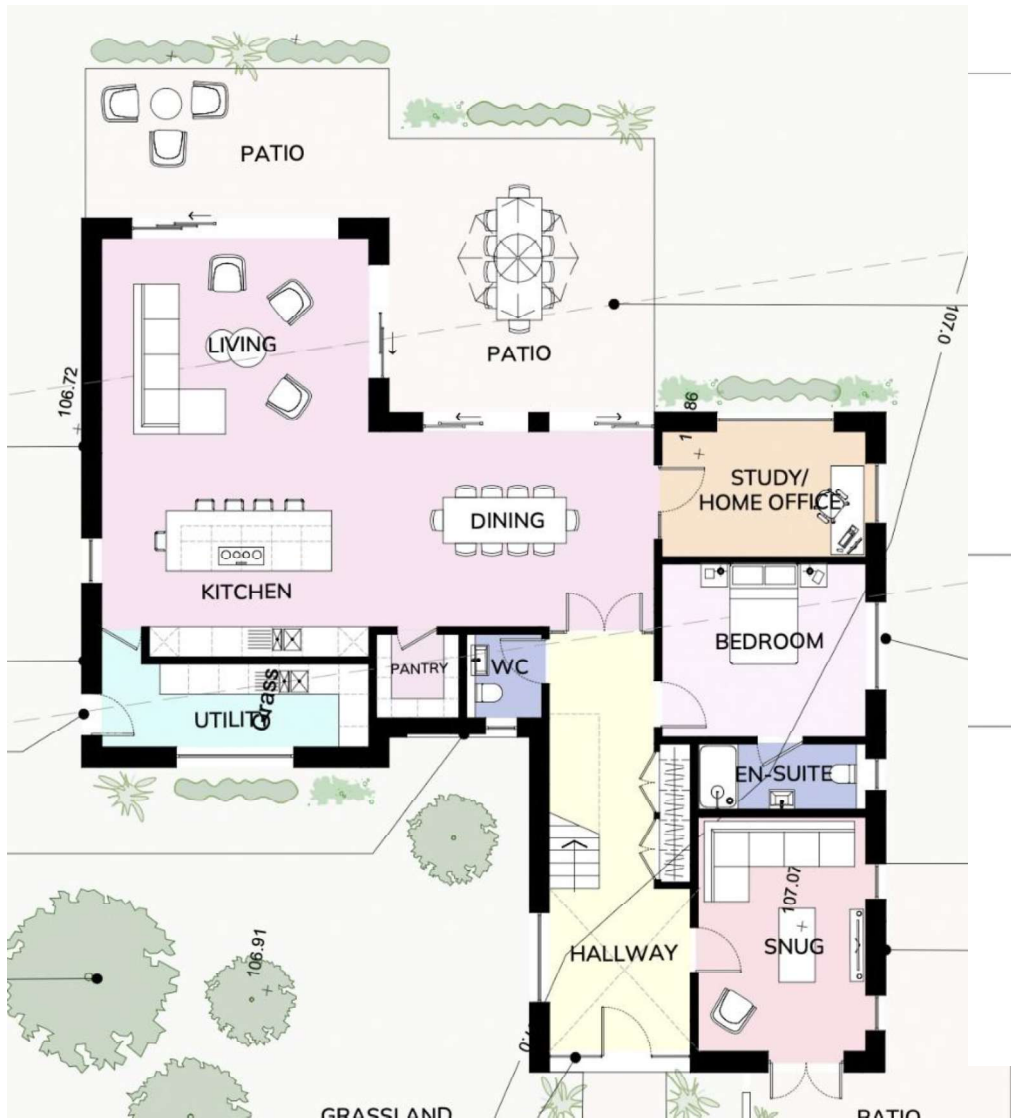 PATIO
PATIO
107.0
LIVING
106.72
STUDY/
HOME OFFICE
DINING
KITCHEN
BEDROOM
PANTRY
WC
Grass
UTILITY
EN-SUITE
107.07
106.91
HALLWAY
SNUG
GRASSLAND
PATIO